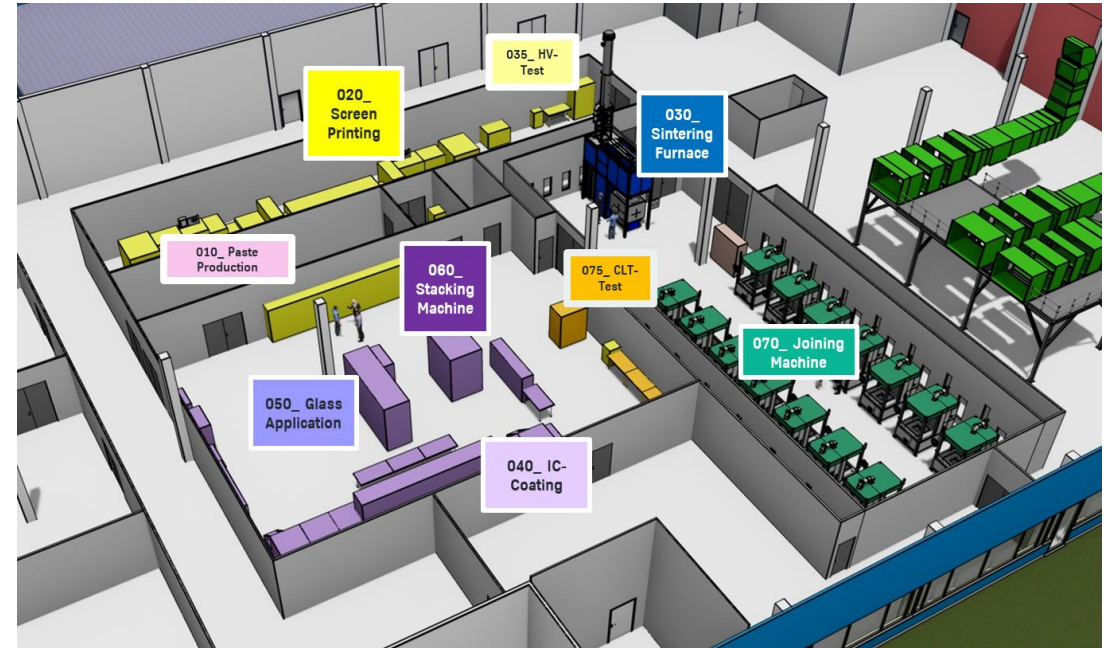 035_ HV-
Test
020_
Screen
Printing
030_
Sintering
Furnace
010_ Paste
Production
060_
Stacking
Machine
075_ CLT-
Test
070_ Joining
Machine
050_ Glass
Application
040_ IC-
Coating